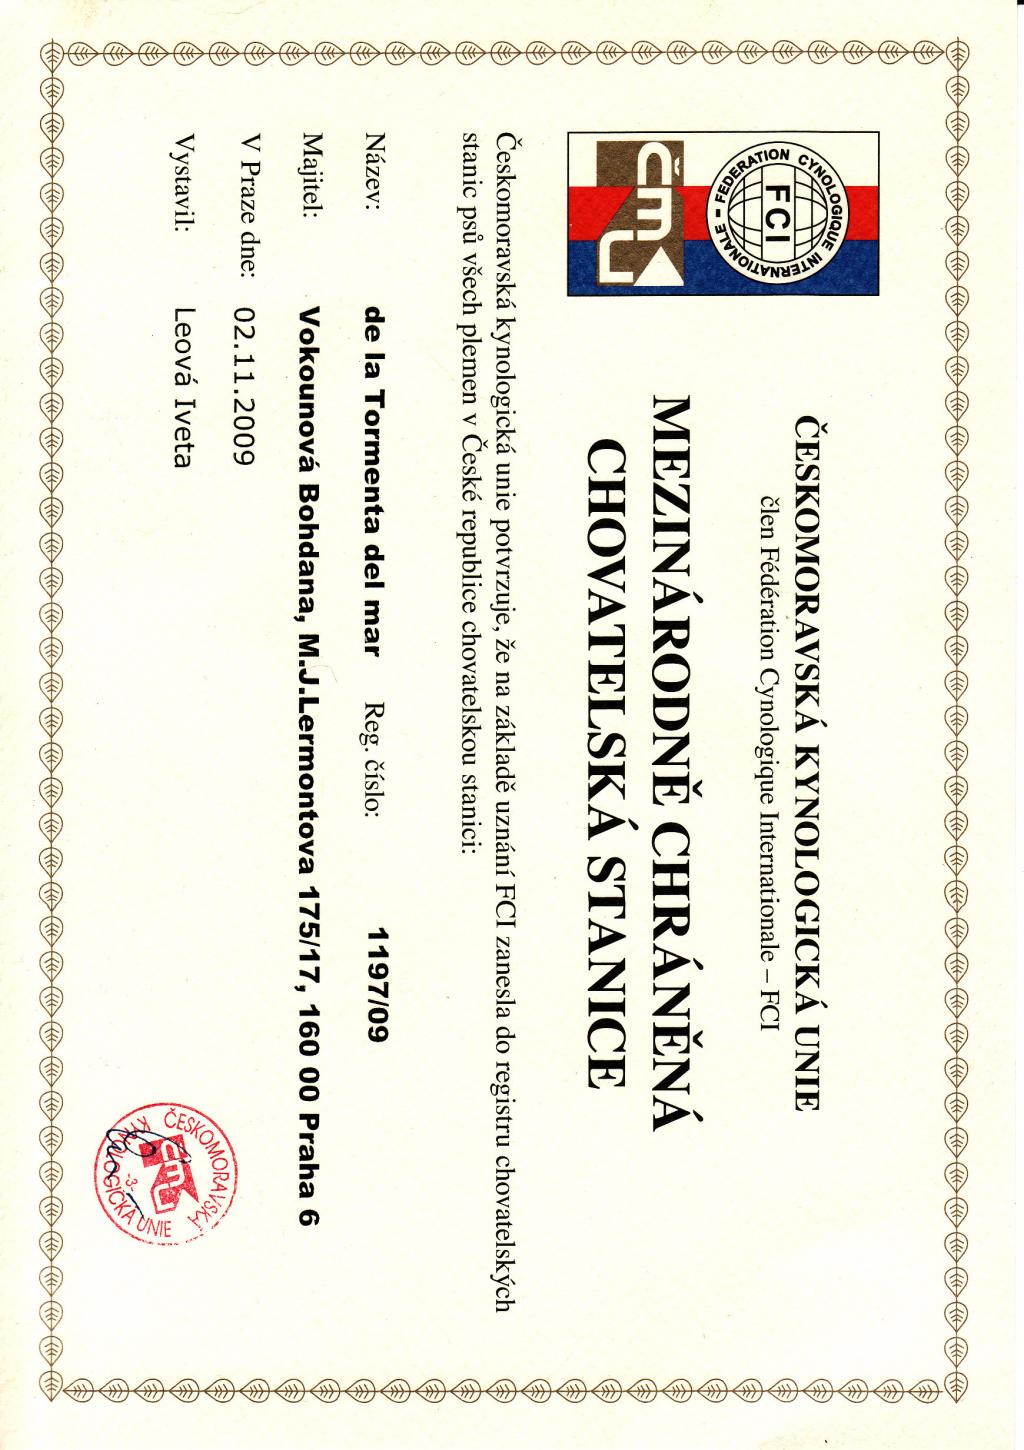 FEDERATION CYNOLOGIQUE INTERNATIONALE
FCI
ČMKU
ČESKOMORAVSKÁ KYNOLOGICKÁ UNIE
člen Fédération Cynologique Internationale – FCI
MEZINÁRODNĚ CHRÁNĚNÁ
CHOVATELSKÁ STANICE
Českomoravská kynologická unie potvrzuje, že na základě uznání FCI zanesla do registru chovatelských
stanic psů všech plemen v České republice chovatelskou stanici:
Název: de la Tormenta del mar Reg. číslo: 1197/09
Majitel: Vokounová Bohdana, M.J.Lermontova 175/17, 160 00 Praha 6
V Praze dne: 02.11.2009
Vystavil: Leová Iveta
ČESKOMORAVSKÁ
KYNOLOGICKÁ UNIE
-3-